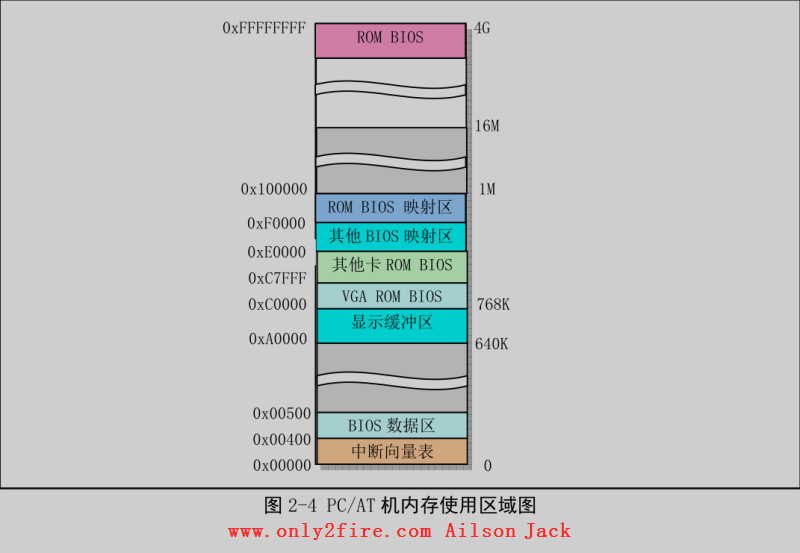 0xFFFFFFFF ROM BIOS 4G
16M
0x100000 1M
ROM BIOS 映射区
0xF0000
其他 BIOS 映射区
0xE0000
其他卡 ROM BIOS
0xC7FFF
VGA ROM BIOS
0xC0000 768K
显示缓冲区
0xA0000 640K
0x00500
BIOS 数据区
0x00400
中断向量表
0x00000 0
图 2-4 PC/AT 机内存使用区域图
www.only2fire.com Ailson Jack